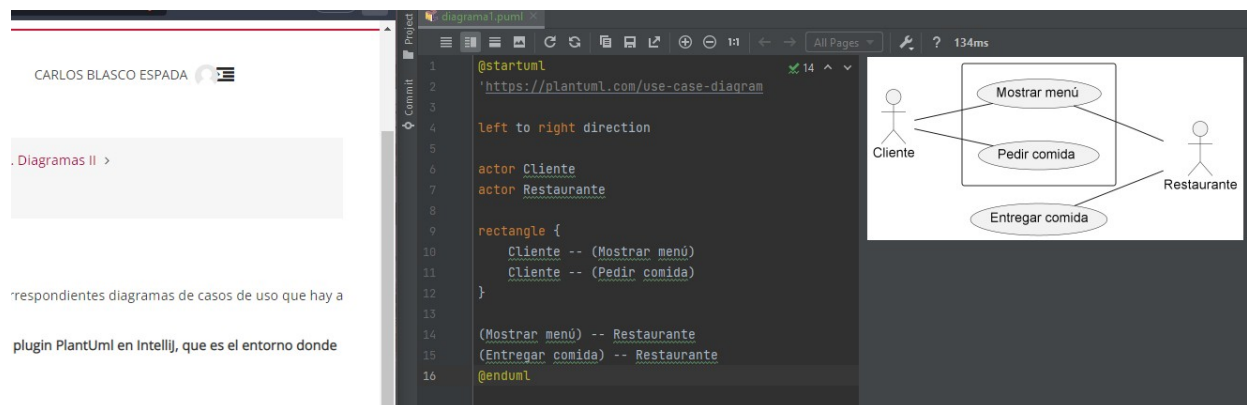 CARLOS BLASCO ESPADA
. Diagramas II >
rrespondientes diagramas de casos de uso que hay a
plugin PlantUml en IntelliJ, que es el entorno donde
Project
Commit
diagrama1.puml
1:1
All Pages
?
134ms
14
1 @startuml
2 'https://plantuml.com/use-case-diagram
3
4 left to right direction
5
6 actor Cliente
7 actor Restaurante
8
9 rectangle {
10 Cliente -- (Mostrar menú)
11 Cliente -- (Pedir comida)
12 }
13
14 (Mostrar menú) -- Restaurante
15 (Entregar comida) -- Restaurante
16 @enduml
Mostrar menú
Cliente
Pedir comida
Restaurante
Entregar comida